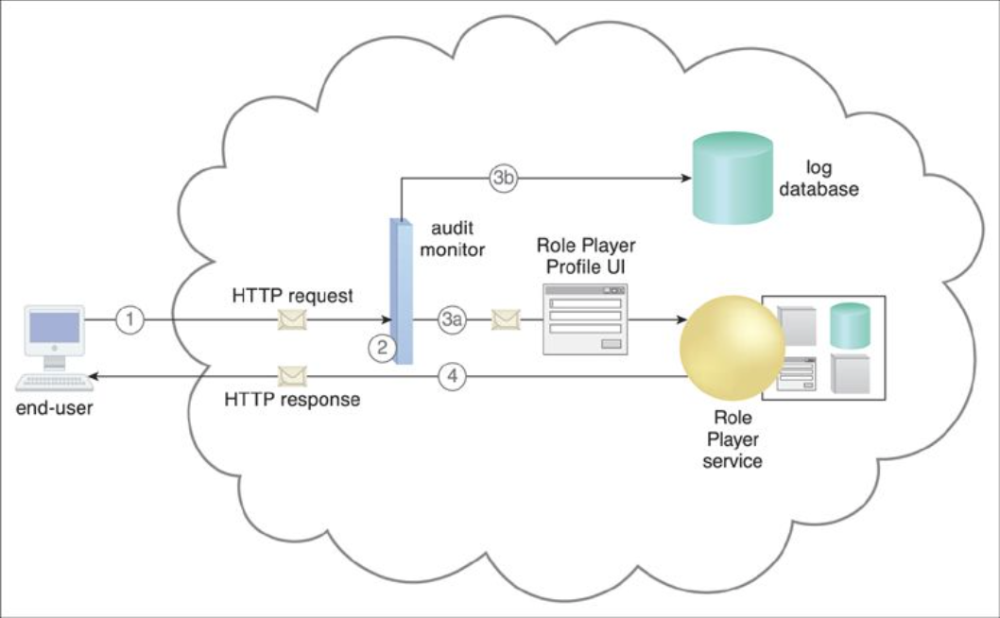 3b
log
database
audit
monitor
Role Player
Profile UI
HTTP request
1
2
3a
4
HTTP response
end-user
Role
Player
service